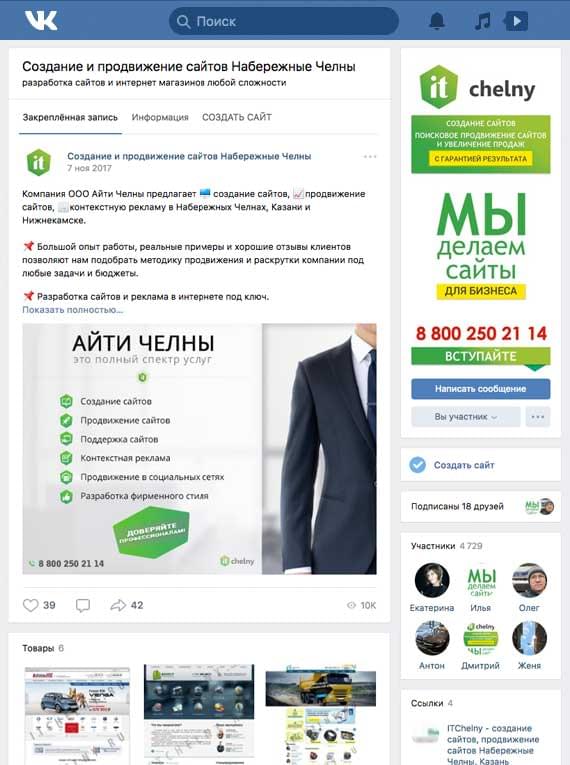 Поиск
Создание и продвижение сайтов Набережные Челны
разработка сайтов и интернет магазинов любой сложности
Закреплённая запись
Информация
СОЗДАТЬ САЙТ
it
Создание и продвижение сайтов Набережные Челны
7 ноя 2017
Компания ООО Айти Челны предлагает создание сайтов, продвижение
сайтов, контекстную рекламу в Набережных Челнах, Казани и
Нижнекамске.
Большой опыт работы, реальные примеры и хорошие отзывы клиентов
позволяют нам подобрать методику продвижения и раскрутки компании под
любые задачи и бюджеты.
Разработка сайтов и реклама в интернете под ключ.
Показать полностью...
АЙТИ ЧЕЛНЫ
это полный спектр услуг
Создание сайтов
Продвижение сайтов
Поддержка сайтов
Контекстная реклама
Продвижение в социальных сетях
Разработка фирменного стиля
ДОВЕРЯЙТЕ
ПРОФЕССИОНАЛАМ!
8 800 250 21 14
it chelny
39
42
10K
Товары 6
it chelny
СОЗДАНИЕ САЙТОВ
ПОИСКОВОЕ ПРОДВИЖЕНИЕ САЙТОВ
И УВЕЛИЧЕНИЕ ПРОДАЖ
С ГАРАНТИЕЙ РЕЗУЛЬТАТА
МЫ
делаем
сайты
ДЛЯ БИЗНЕСА
8 800 250 21 14
ВСТУПАЙТЕ
Написать сообщение
Вы участник
Создать сайт
Подписаны 18 друзей
Участники 4 729
МЫ
делаем
сайты
Екатерина
Илья
Олег
Антон
Дмитрий
Женя
Ссылки 4
ITChelny - создание
сайтов, продвижение
сайтов Набережные
Челны, Казань